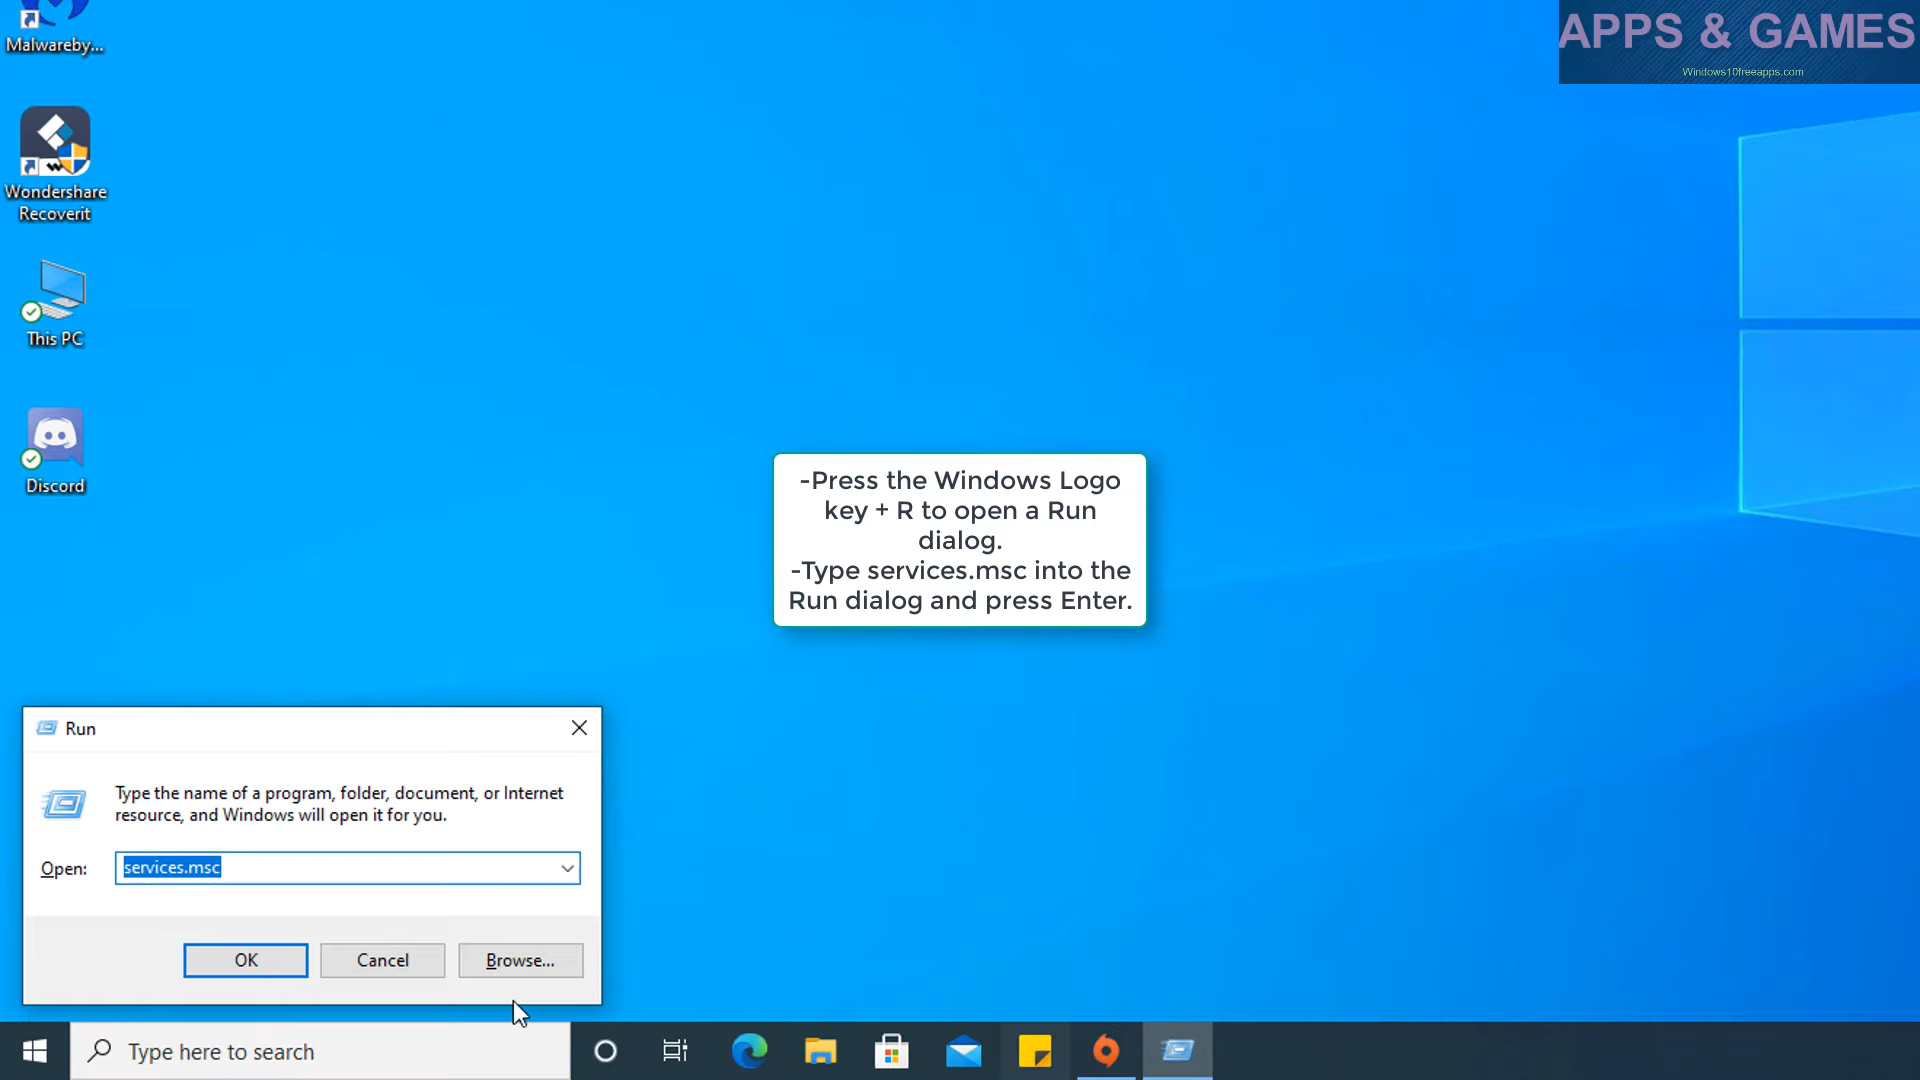 Malwareby...
APPS & GAMES
Windows10freeapps.com
Wondershare
Recoverit
This PC
Discord
-Press the Windows Logo
key + R to open a Run
dialog.
-Type services.msc into the
Run dialog and press Enter.
Run
Type the name of a program, folder, document, or Internet
resource, and Windows will open it for you.
Open:
services.msc
OK
Cancel
Browse...
Type here to search